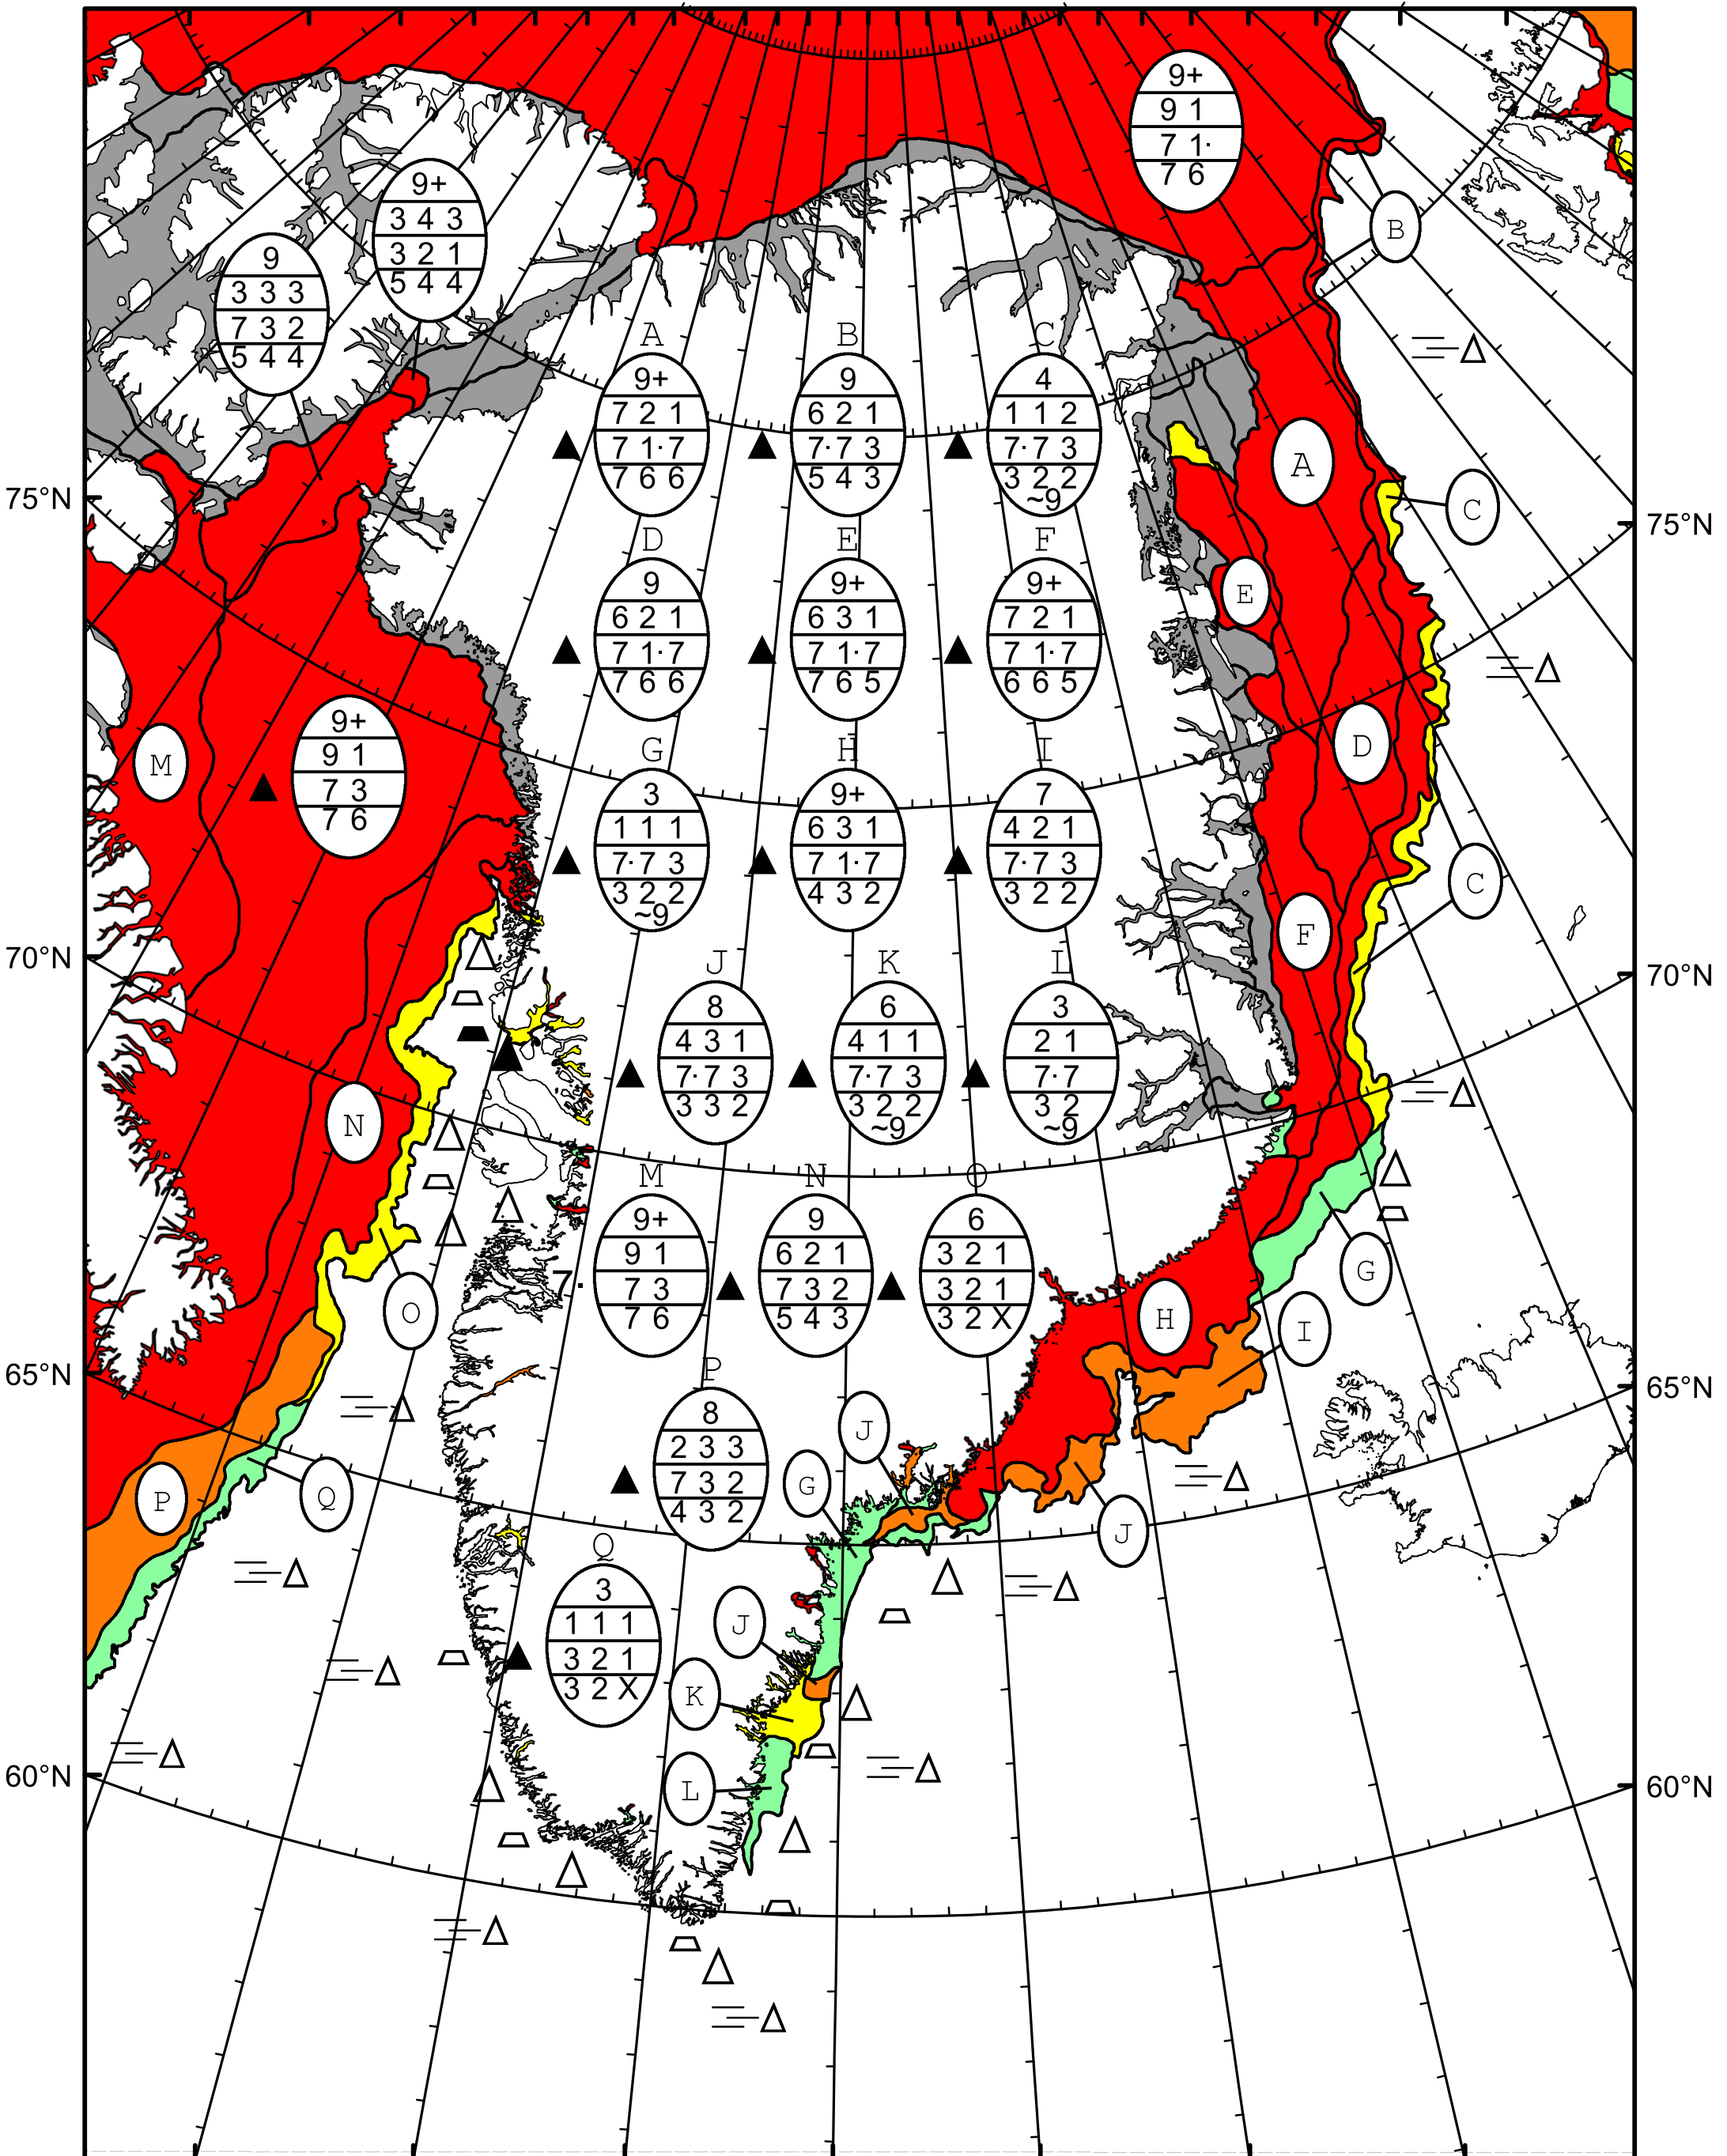 9+
9 1
7 1·
7 6
9+
3 4 3
3 2 1
5 4 4
B
9
3 3 3
7 3 2
5 4 4
A B C
9+ 9 4
7 2 1 6 2 1 1 1 2
7 1·7 7·7 3 7·7 3
7 6 6 5 4 3 3 2 2
~9
A
75°N C 75°N
D E F
9 9+ 9+
6 2 1 6 3 1 7 2 1
7 1·7 7 1·7 7 1·7
7 6 6 7 6 5 6 6 5
E
9+
9 1
7 3
7 6
M
D
G H I
3 9+ 7
1 1 1 6 3 1 4 2 1
7·7 3 7 1·7 7·7 3
3 2 2 4 3 2 3 2 2
~9
C
F
70°N 70°N
J K L
8 6 3
4 3 1 4 1 1 2 1
7·7 3 7·7 3 7·7
3 3 2 3 2 2 3 2
~9 ~9
N
M N O
9+ 9 6
9 1 6 2 1 3 2 1
7· 7 3 7 3 2 3 2 1
7 6 5 4 3 3 2 X
G
O H I
65°N 65°N
P
8
2 3 3
7 3 2
4 3 2
J
G
P Q J
Q
3
1 1 1
3 2 1
3 2 X
J
K
60°N L 60°N